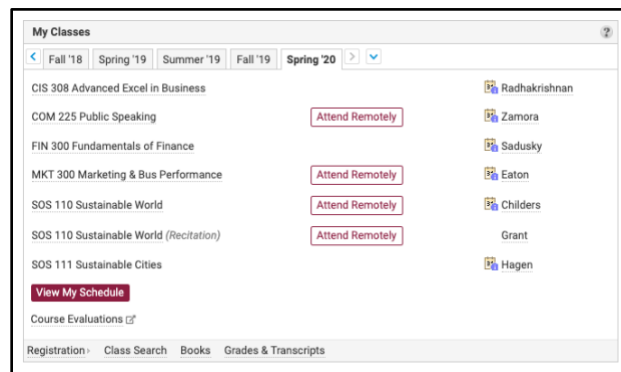 My Classes ?
< Fall '18 Spring '19 Summer '19 Fall '19 Spring '20 >
CIS 308 Advanced Excel in Business Radhakrishnan
COM 225 Public Speaking Attend Remotely Zamora
FIN 300 Fundamentals of Finance Sadusky
MKT 300 Marketing & Bus Performance Attend Remotely Eaton
SOS 110 Sustainable World Attend Remotely Childers
SOS 110 Sustainable World (Recitation) Attend Remotely Grant
SOS 111 Sustainable Cities Hagen
View My Schedule
Course Evaluations
Registration › Class Search Books Grades & Transcripts